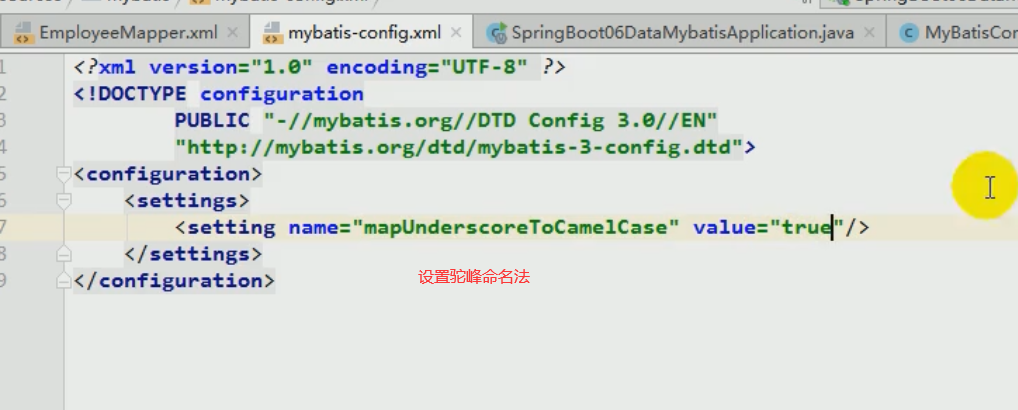 mybatis-config.xml
EmployeeMapper.xml mybatis-config.xml SpringBoot06DataMybatisApplication.java MyBatisCon
1 <?xml version="1.0" encoding="UTF-8" ?>
2 <!DOCTYPE configuration
3 PUBLIC "-//mybatis.org//DTD Config 3.0//EN"
4 "http://mybatis.org/dtd/mybatis-3-config.dtd">
5 <configuration>
6 <settings>
7 <setting name="mapUnderscoreToCamelCase" value="true"/>
8 </settings>
设置驼峰命名法
9 </configuration>